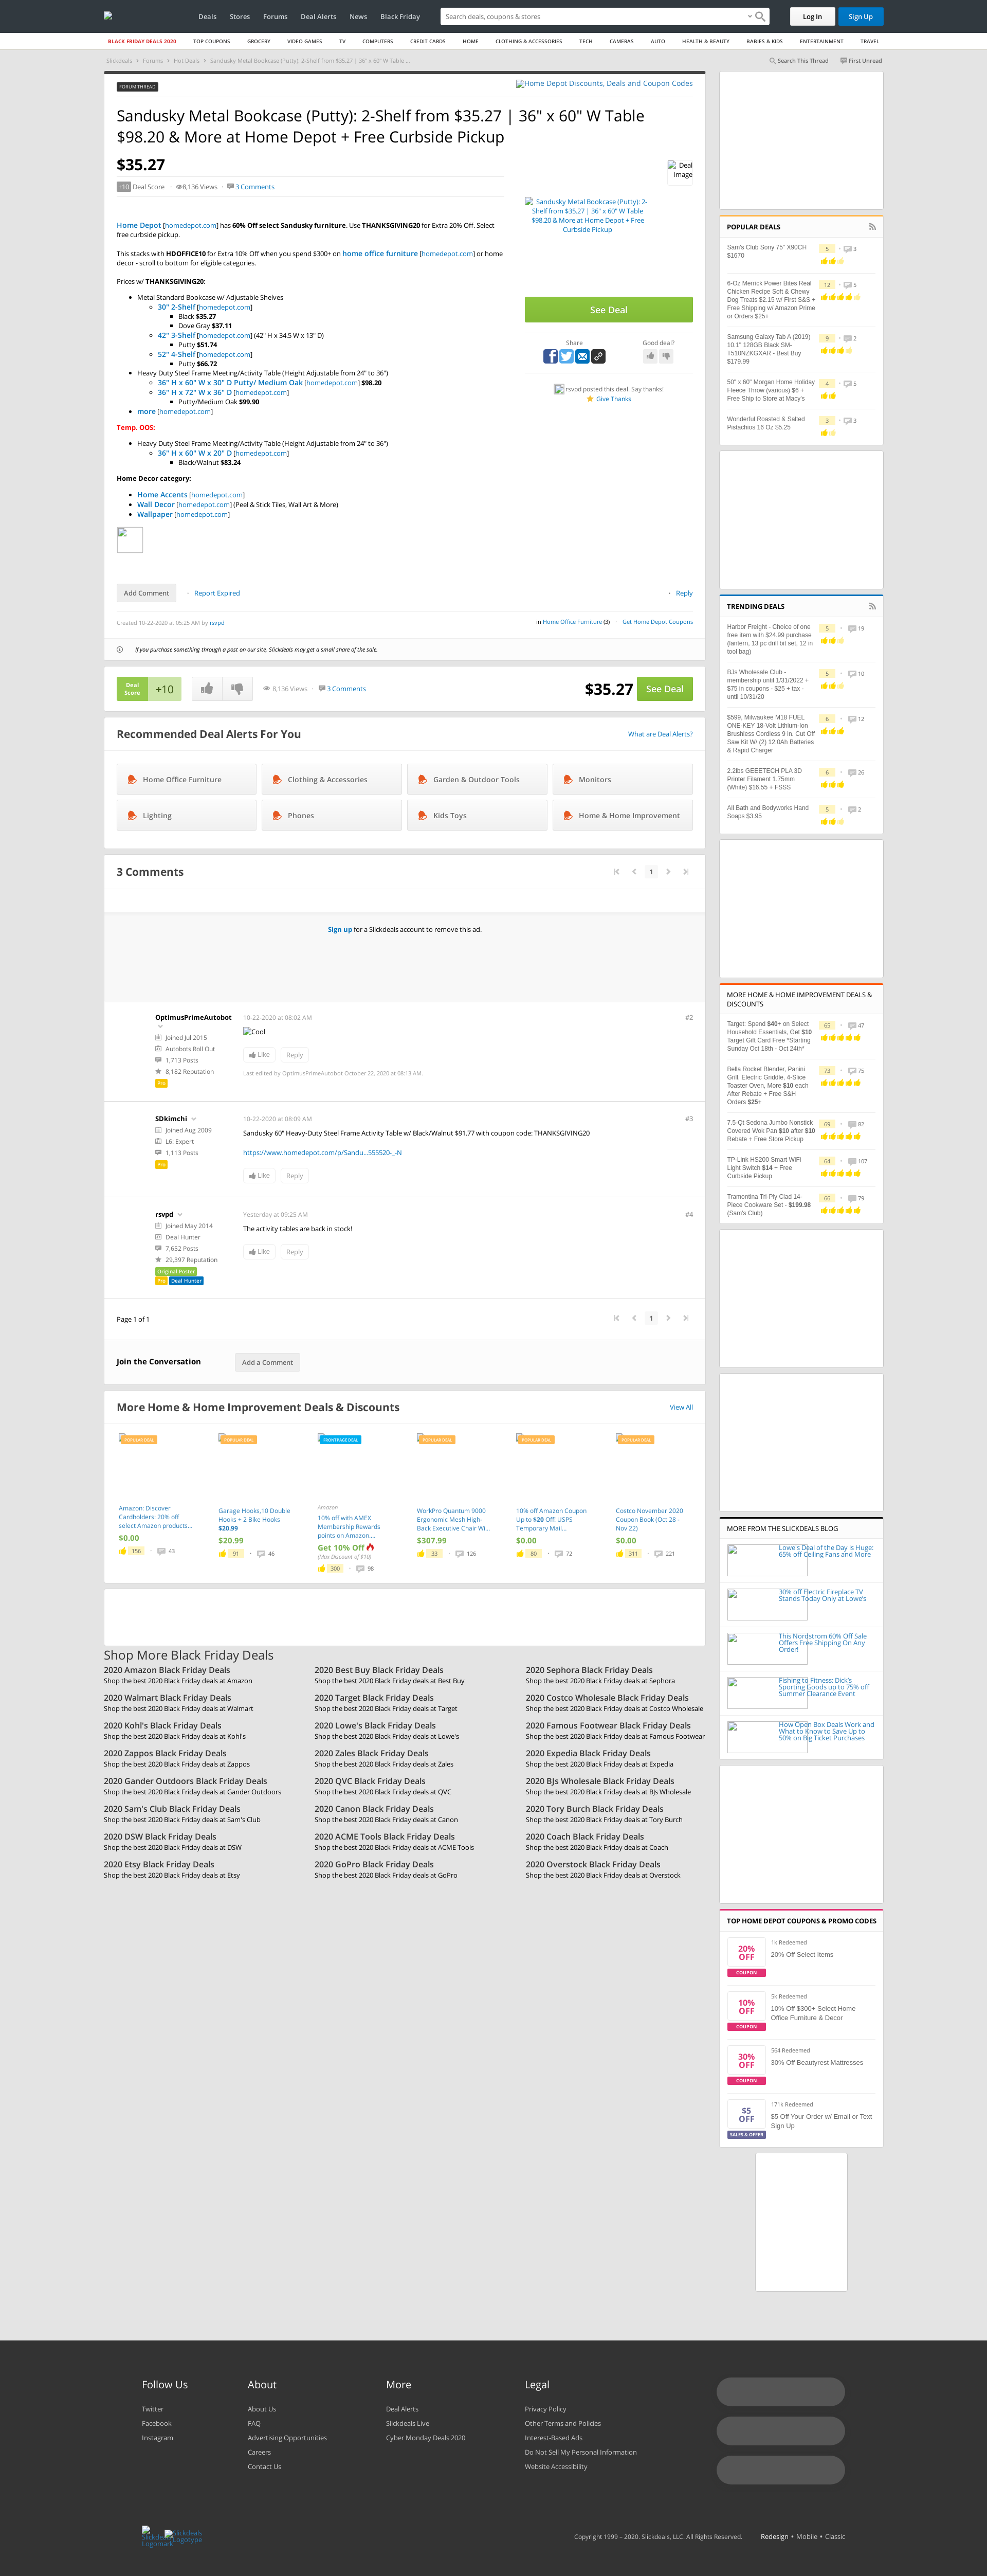 Deals
Stores
Forums
Deal Alerts
News
Black Friday
Search deals, coupons & stores
Log In
Sign Up
BLACK FRIDAY DEALS 2020
TOP COUPONS
GROCERY
VIDEO GAMES
TV
COMPUTERS
CREDIT CARDS
HOME
CLOTHING & ACCESSORIES
TECH
CAMERAS
AUTO
HEALTH & BEAUTY
BABIES & KIDS
ENTERTAINMENT
TRAVEL
Slickdeals
Forums
Hot Deals
Sandusky Metal Bookcase (Putty): 2-Shelf from $35.27 | 36" x 60" W Table ...
Search This Thread
First Unread
FORUM THREAD
Home Depot Discounts, Deals and Coupon Codes
Sandusky Metal Bookcase (Putty): 2-Shelf from $35.27 | 36" x 60" W Table
$98.20 & More at Home Depot + Free Curbside Pickup
$35.27
+10 Deal Score
8,136 Views
3 Comments
Deal
Image
Sandusky Metal Bookcase (Putty): 2-
Shelf from $35.27 | 36" x 60" W Table
$98.20 & More at Home Depot + Free
Curbside Pickup
Home Depot [homedepot.com] has 60% Off select Sandusky furniture. Use THANKSGIVING20 for Extra 20% Off. Select
free curbside pickup.
This stacks with HDOFFICE10 for Extra 10% Off when you spend $300+ on home office furniture [homedepot.com] or home
decor - scroll to bottom for eligible categories.
Prices w/ THANKSGIVING20:
Metal Standard Bookcase w/ Adjustable Shelves
30" 2-Shelf [homedepot.com]
Black $35.27
Dove Gray $37.11
42" 3-Shelf [homedepot.com] (42" H x 34.5 W x 13" D)
Putty $51.74
52" 4-Shelf [homedepot.com]
Putty $66.72
Heavy Duty Steel Frame Meeting/Activity Table (Height Adjustable from 24" to 36")
36" H x 60" W x 30" D Putty/ Medium Oak [homedepot.com] $98.20
36" H x 72" W x 36" D [homedepot.com]
Putty/Medium Oak $99.90
more [homedepot.com]
Temp. OOS:
Heavy Duty Steel Frame Meeting/Activity Table (Height Adjustable from 24" to 36")
36" H x 60" W x 20" D [homedepot.com]
Black/Walnut $83.24
Home Decor category:
Home Accents [homedepot.com]
Wall Decor [homedepot.com] (Peel & Stick Tiles, Wall Art & More)
Wallpaper [homedepot.com]
See Deal
Share
Good deal?
rsvpd posted this deal. Say thanks!
Give Thanks
Add Comment
Report Expired
Reply
Created 10-22-2020 at 05:25 AM by rsvpd
in Home Office Furniture (3)
Get Home Depot Coupons
If you purchase something through a post on our site, Slickdeals may get a small share of the sale.
Deal
Score
+10
8,136 Views
3 Comments
$35.27
See Deal
Recommended Deal Alerts For You
What are Deal Alerts?
Home Office Furniture
Clothing & Accessories
Garden & Outdoor Tools
Monitors
Lighting
Phones
Kids Toys
Home & Home Improvement
3 Comments
1
Sign up for a Slickdeals account to remove this ad.
OptimusPrimeAutobot
Joined Jul 2015
Autobots Roll Out
1,713 Posts
8,182 Reputation
Pro
10-22-2020 at 08:02 AM
#2
Cool
Like
Reply
Last edited by OptimusPrimeAutobot October 22, 2020 at 08:13 AM.
SDkimchi
Joined Aug 2009
L6: Expert
1,113 Posts
Pro
10-22-2020 at 08:09 AM
#3
Sandusky 60" Heavy-Duty Steel Frame Activity Table w/ Black/Walnut $91.77 with coupon code: THANKSGIVING20
https://www.homedepot.com/p/Sandu...555520-_-N
Like
Reply
rsvpd
Joined May 2014
Deal Hunter
7,652 Posts
29,397 Reputation
Original Poster
Pro
Deal Hunter
Yesterday at 09:25 AM
#4
The activity tables are back in stock!
Like
Reply
Page 1 of 1
1
Join the Conversation
Add a Comment
More Home & Home Improvement Deals & Discounts
View All
POPULAR DEAL
Amazon: Discover
Cardholders: 20% off
select Amazon products...
$0.00
156
43
POPULAR DEAL
Garage Hooks,10 Double
Hooks + 2 Bike Hooks
$20.99
$20.99
91
46
FRONTPAGE DEAL
Amazon
10% off with AMEX
Membership Rewards
points on Amazon....
Get 10% Off
(Max Discount of $10)
300
98
POPULAR DEAL
WorkPro Quantum 9000
Ergonomic Mesh High-
Back Executive Chair Wi...
$307.99
33
126
POPULAR DEAL
10% off Amazon Coupon
Up to $20 Off! USPS
Temporary Mail...
$0.00
80
72
POPULAR DEAL
Costco November 2020
Coupon Book (Oct 28 -
Nov 22)
$0.00
311
221
Shop More Black Friday Deals
2020 Amazon Black Friday Deals
Shop the best 2020 Black Friday deals at Amazon
2020 Best Buy Black Friday Deals
Shop the best 2020 Black Friday deals at Best Buy
2020 Sephora Black Friday Deals
Shop the best 2020 Black Friday deals at Sephora
2020 Walmart Black Friday Deals
Shop the best 2020 Black Friday deals at Walmart
2020 Target Black Friday Deals
Shop the best 2020 Black Friday deals at Target
2020 Costco Wholesale Black Friday Deals
Shop the best 2020 Black Friday deals at Costco Wholesale
2020 Kohl's Black Friday Deals
Shop the best 2020 Black Friday deals at Kohl's
2020 Lowe's Black Friday Deals
Shop the best 2020 Black Friday deals at Lowe's
2020 Famous Footwear Black Friday Deals
Shop the best 2020 Black Friday deals at Famous Footwear
2020 Zappos Black Friday Deals
Shop the best 2020 Black Friday deals at Zappos
2020 Zales Black Friday Deals
Shop the best 2020 Black Friday deals at Zales
2020 Expedia Black Friday Deals
Shop the best 2020 Black Friday deals at Expedia
2020 Gander Outdoors Black Friday Deals
Shop the best 2020 Black Friday deals at Gander Outdoors
2020 QVC Black Friday Deals
Shop the best 2020 Black Friday deals at QVC
2020 BJs Wholesale Black Friday Deals
Shop the best 2020 Black Friday deals at BJs Wholesale
2020 Sam's Club Black Friday Deals
Shop the best 2020 Black Friday deals at Sam's Club
2020 Canon Black Friday Deals
Shop the best 2020 Black Friday deals at Canon
2020 Tory Burch Black Friday Deals
Shop the best 2020 Black Friday deals at Tory Burch
2020 DSW Black Friday Deals
Shop the best 2020 Black Friday deals at DSW
2020 ACME Tools Black Friday Deals
Shop the best 2020 Black Friday deals at ACME Tools
2020 Coach Black Friday Deals
Shop the best 2020 Black Friday deals at Coach
2020 Etsy Black Friday Deals
Shop the best 2020 Black Friday deals at Etsy
2020 GoPro Black Friday Deals
Shop the best 2020 Black Friday deals at GoPro
2020 Overstock Black Friday Deals
Shop the best 2020 Black Friday deals at Overstock
POPULAR DEALS
Sam's Club Sony 75" X90CH
$1670
5
3
6-Oz Merrick Power Bites Real
Chicken Recipe Soft & Chewy
Dog Treats $2.15 w/ First S&S +
Free Shipping w/ Amazon Prime
or Orders $25+
12
5
Samsung Galaxy Tab A (2019)
10.1" 128GB Black SM-
T510NZKGXAR - Best Buy
$179.99
9
2
50" x 60" Morgan Home Holiday
Fleece Throw (various) $6 +
Free Ship to Store at Macy's
4
5
Wonderful Roasted & Salted
Pistachios 16 Oz $5.25
3
3
TRENDING DEALS
Harbor Freight - Choice of one
free item with $24.99 purchase
(lantern, 13 pc drill bit set, 12 in
tool bag)
5
19
BJs Wholesale Club -
membership until 1/31/2022 +
$75 in coupons - $25 + tax -
until 10/31/20
5
10
$599, Milwaukee M18 FUEL
ONE-KEY 18-Volt Lithium-Ion
Brushless Cordless 9 in. Cut Off
Saw Kit W/ (2) 12.0Ah Batteries
& Rapid Charger
6
12
2.2lbs GEEETECH PLA 3D
Printer Filament 1.75mm
(White) $16.55 + FSSS
6
26
All Bath and Bodyworks Hand
Soaps $3.95
5
2
MORE HOME & HOME IMPROVEMENT DEALS &
DISCOUNTS
Target: Spend $40+ on Select
Household Essentials, Get $10
Target Gift Card Free *Starting
Sunday Oct 18th - Oct 24th*
65
47
Bella Rocket Blender, Panini
Grill, Electric Griddle, 4-Slice
Toaster Oven, More $10 each
After Rebate + Free S&H
Orders $25+
73
75
7.5-Qt Sedona Jumbo Nonstick
Covered Wok Pan $10 after $10
Rebate + Free Store Pickup
69
82
TP-Link HS200 Smart WiFi
Light Switch $14 + Free
Curbside Pickup
64
107
Tramontina Tri-Ply Clad 14-
Piece Cookware Set - $199.98
(Sam's Club)
66
79
MORE FROM THE SLICKDEALS BLOG
Lowe's Deal of the Day is Huge:
65% off Ceiling Fans and More
30% off Electric Fireplace TV
Stands Today Only at Lowe's
This Nordstrom 60% Off Sale
Offers Free Shipping On Any
Order!
Fishing to Fitness: Dick's
Sporting Goods up to 75% off
Summer Clearance Event
How Open Box Deals Work and
What to Know to Save Up to
50% on Big Ticket Purchases
TOP HOME DEPOT COUPONS & PROMO CODES
20%
OFF
COUPON
1k Redeemed
20% Off Select Items
10%
OFF
COUPON
5k Redeemed
10% Off $300+ Select Home
Office Furniture & Decor
30%
OFF
COUPON
564 Redeemed
30% Off Beautyrest Mattresses
$5
OFF
SALES & OFFER
171k Redeemed
$5 Off Your Order w/ Email or Text
Sign Up
Follow Us
Twitter
Facebook
Instagram
About
About Us
FAQ
Advertising Opportunities
Careers
Contact Us
More
Deal Alerts
Slickdeals Live
Cyber Monday Deals 2020
Legal
Privacy Policy
Other Terms and Policies
Interest-Based Ads
Do Not Sell My Personal Information
Website Accessibility
Slickdeals
Logomark
Slickdeals
Logotype
Copyright 1999 - 2020. Slickdeals, LLC. All Rights Reserved.
Redesign • Mobile • Classic